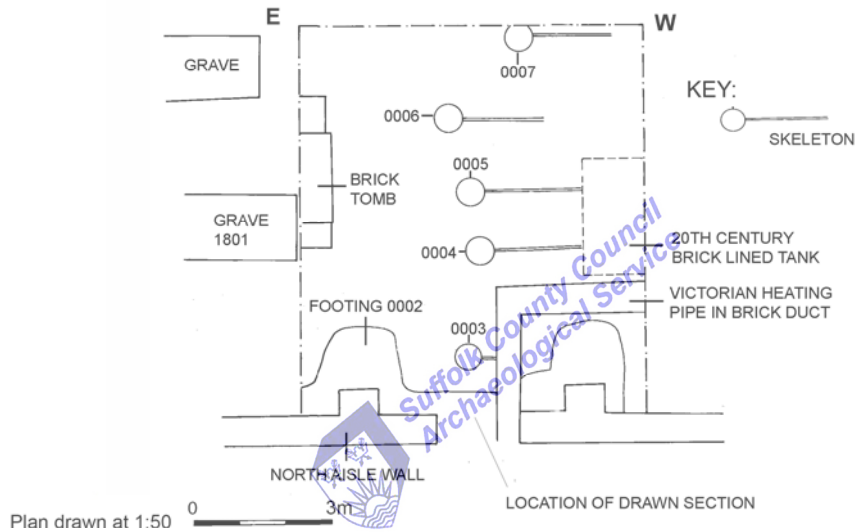 E
W
GRAVE
0007
KEY:
0006
SKELETON
0005
BRICK
TOMB
GRAVE
1801
0004
20TH CENTURY
BRICK LINED TANK
VICTORIAN HEATING
PIPE IN BRICK DUCT
FOOTING 0002
0003
Suffolk County Council
Archaeological Service
NORTH AISLE WALL
LOCATION OF DRAWN SECTION
Plan drawn at 1:50
0
3m